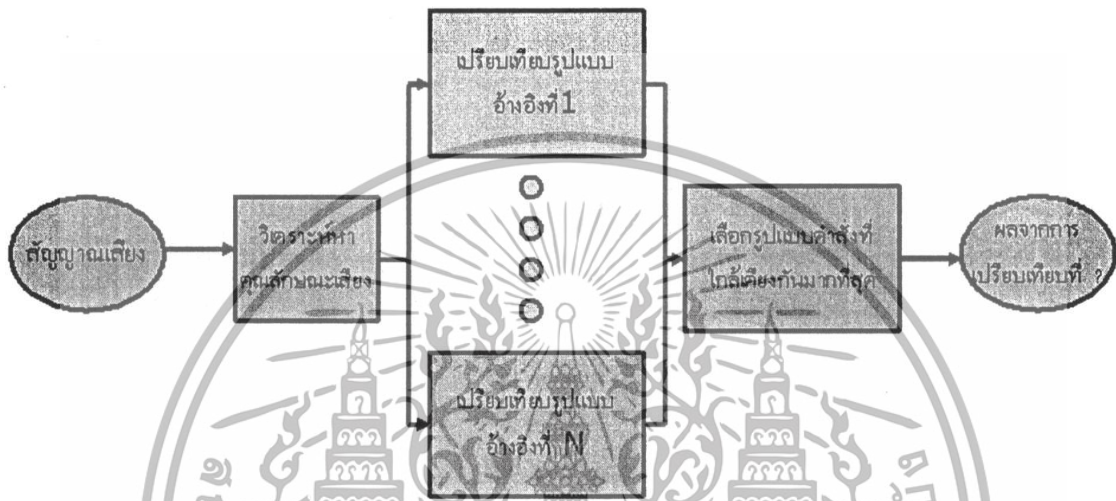 สัญญาณเสียง
วิเคราะห์หา
คุณลักษณะเสียง
เปรียบเทียบรูปแบบ
อ้างอิงที่ 1
เปรียบเทียบรูปแบบ
อ้างอิงที่ N
เลือกรูปแบบคำสั่งที่
ใกล้เคียงกันมากที่สุด
ผลจากการ
เปรียบเทียบที่ ?